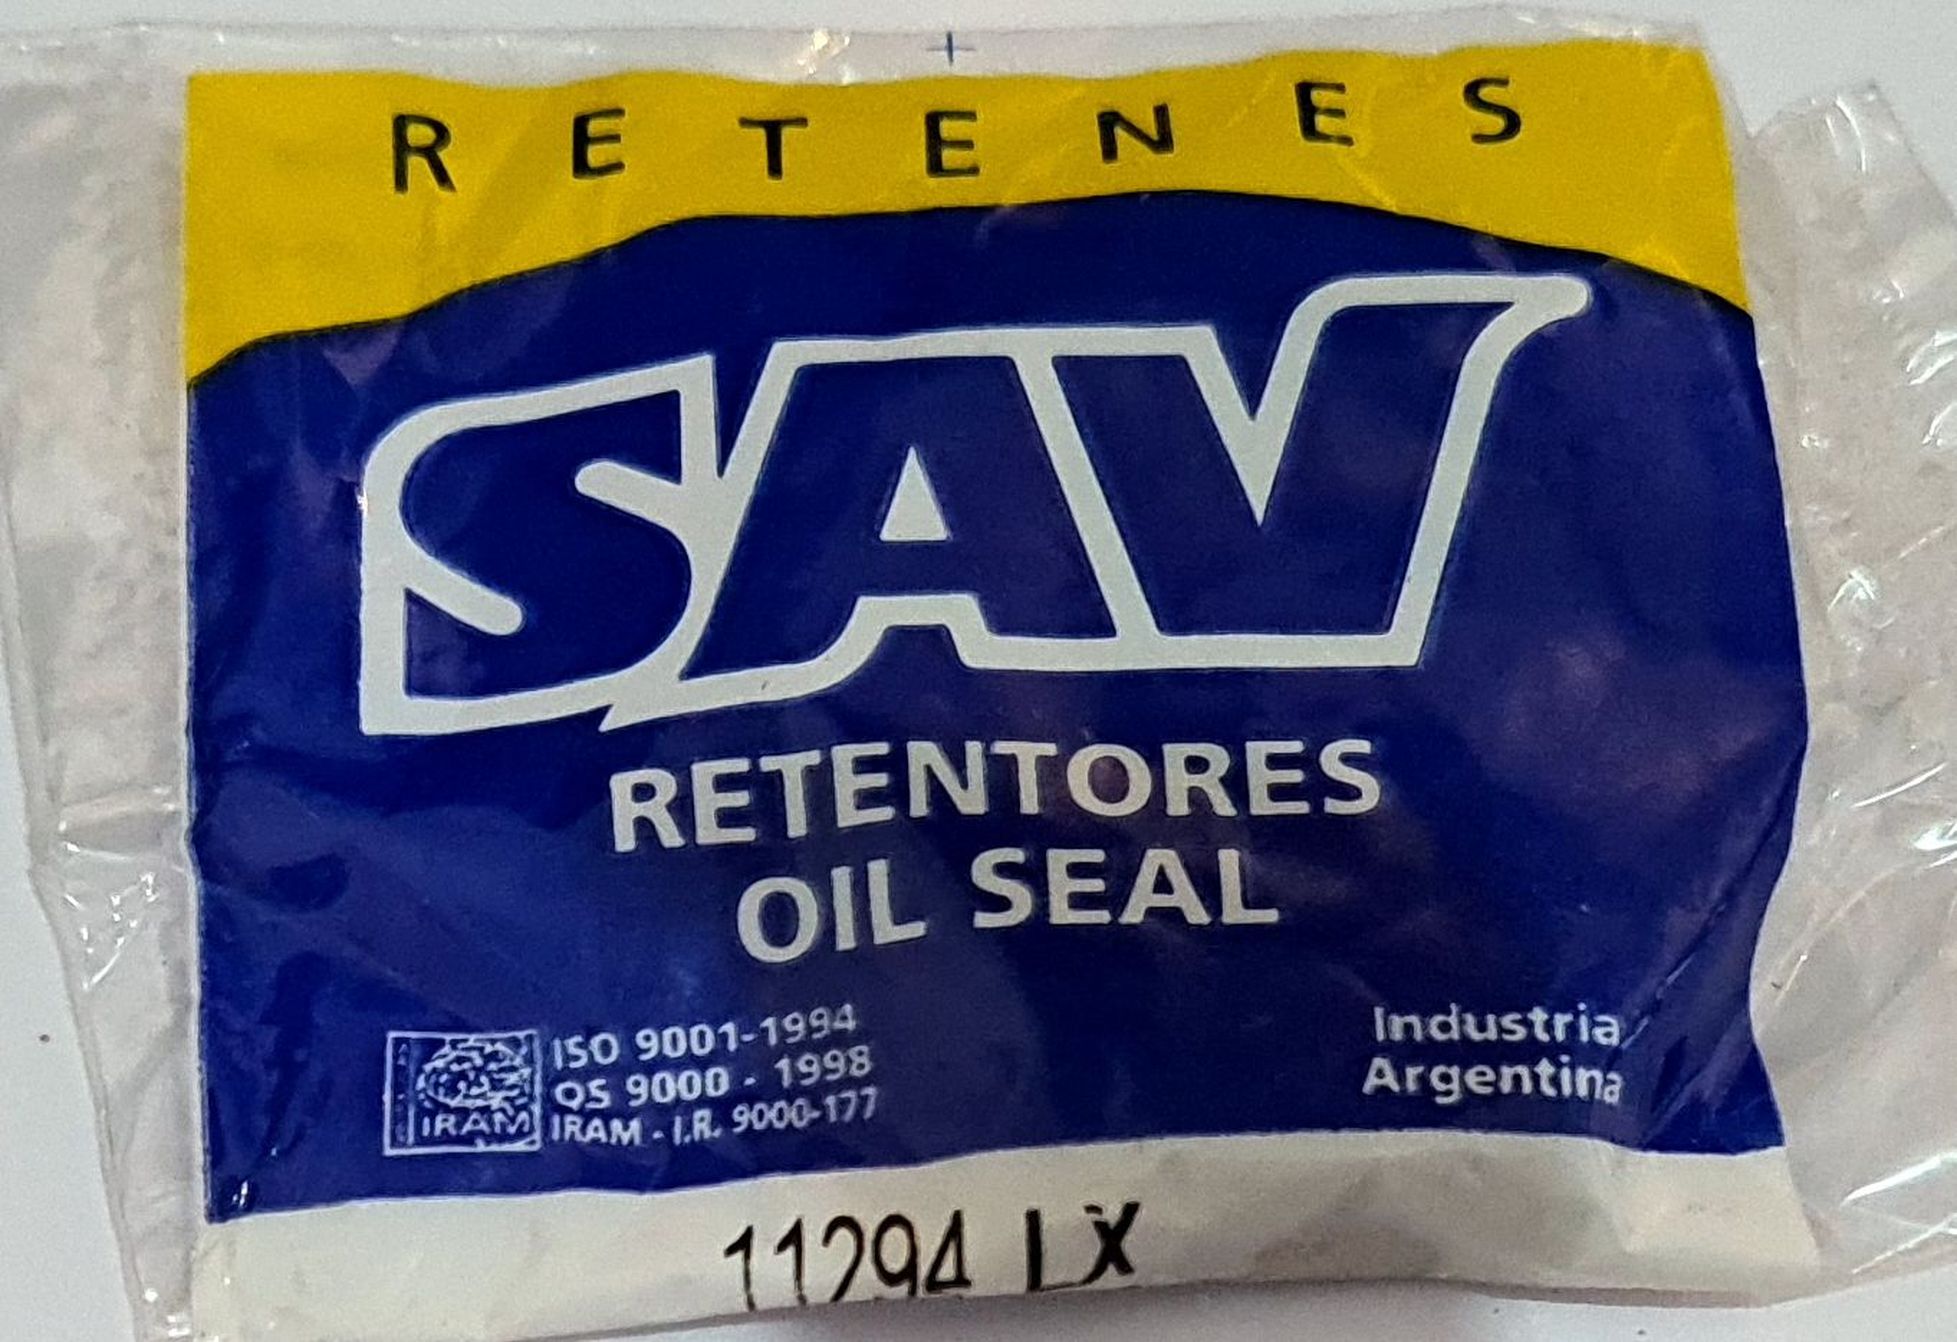 RETENES
SAV
RETENTORES
OIL SEAL
ISO 9001-1994
QS 9000 - 1998
IRAM - I.R. 9000-177
IRAM
Industria
Argentina
11294 LX